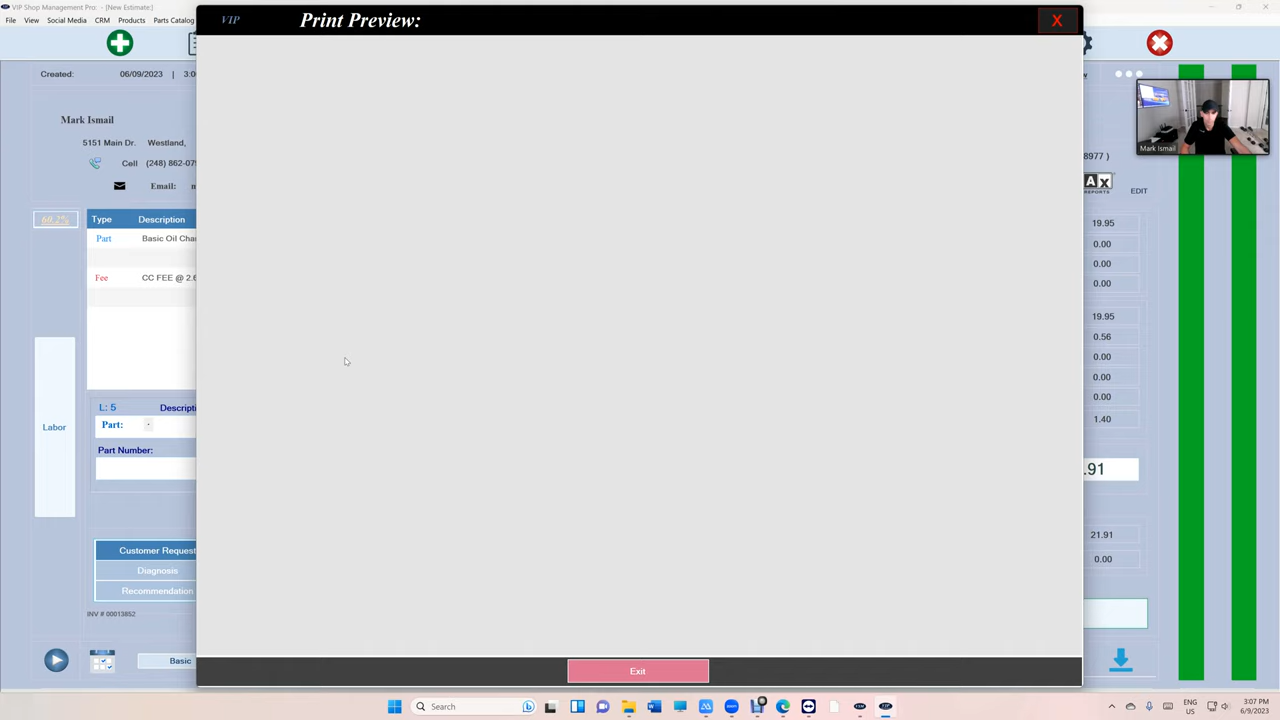 VIP Shop Management Pro: - [New Estimate:]
File View Social Media CRM Products Parts Catalog
VIP Print Preview: X
Created: 06/09/2023 | 3:0
Mark Ismail
5151 Main Dr. Westland,
Cell (248) 862-07
Email:
8977 )
EDIT
Mark Ismail
60.2%
Type Description
Part Basic Oil Cha
Fee CC FEE @ 2.6
19.95
0.00
0.00
0.00
19.95
0.56
0.00
0.00
0.00
1.40
.91
21.91
0.00
L: 5 Descripti
Part:
Labor
Part Number:
Customer Request
Diagnosis
Recommendation
INV # 00013852
Basic
Exit
Search
ENG
US
3:07 PM
6/9/2023